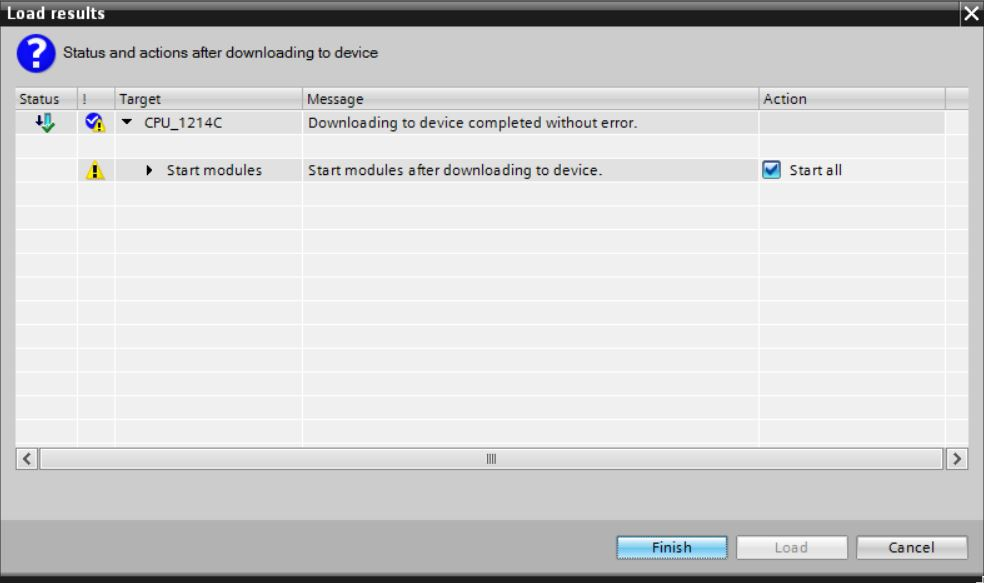 Load results
Status and actions after downloading to device
Status ! Target Message Action
CPU_1214C Downloading to device completed without error.
Start modules Start modules after downloading to device. Start all
Finish Load Cancel